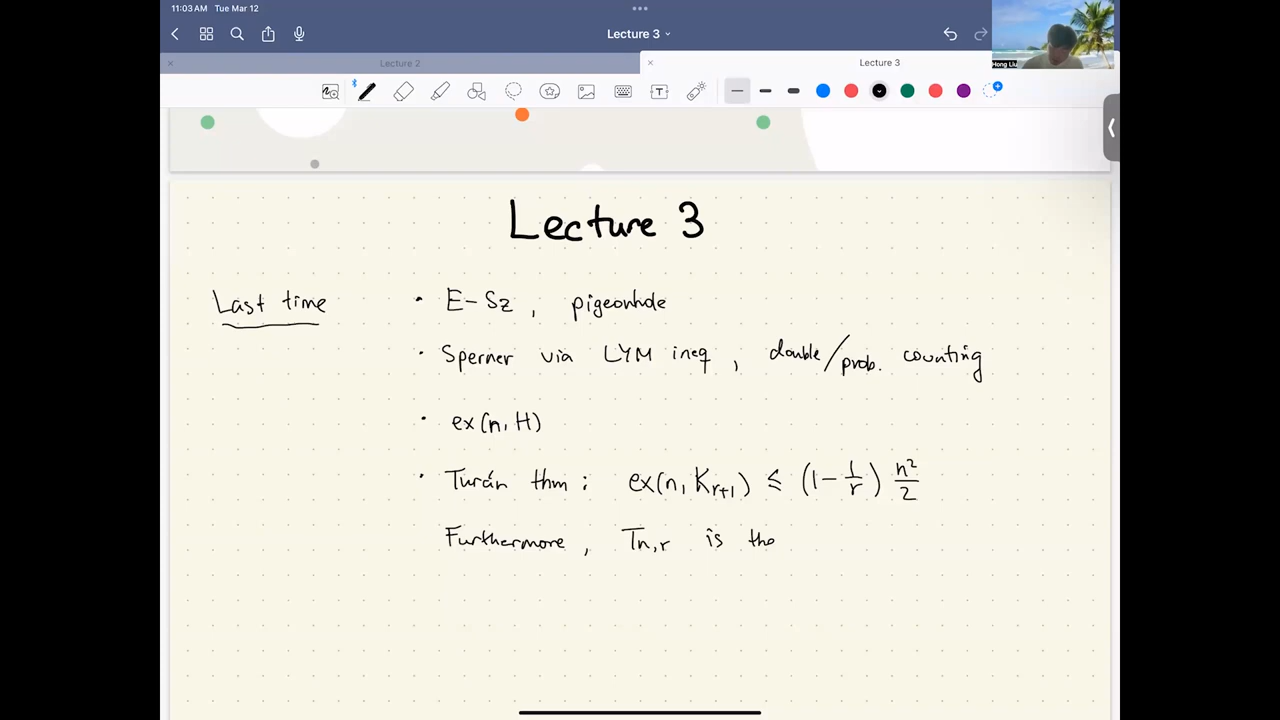 11:03 AM Tue Mar 12
Lecture 3
Hong Liu
Lecture 2
Lecture 3
T
Lecture 3
Last time
· E-Sz, pigeonhole
· Sperner via LYM ineq, double/prob. counting
· ex(n, H)
· Turán thm: ex(n, K_{r+1}) ≤ (1 - 1/r) n²/2
Furthermore, T_{n,r} is the